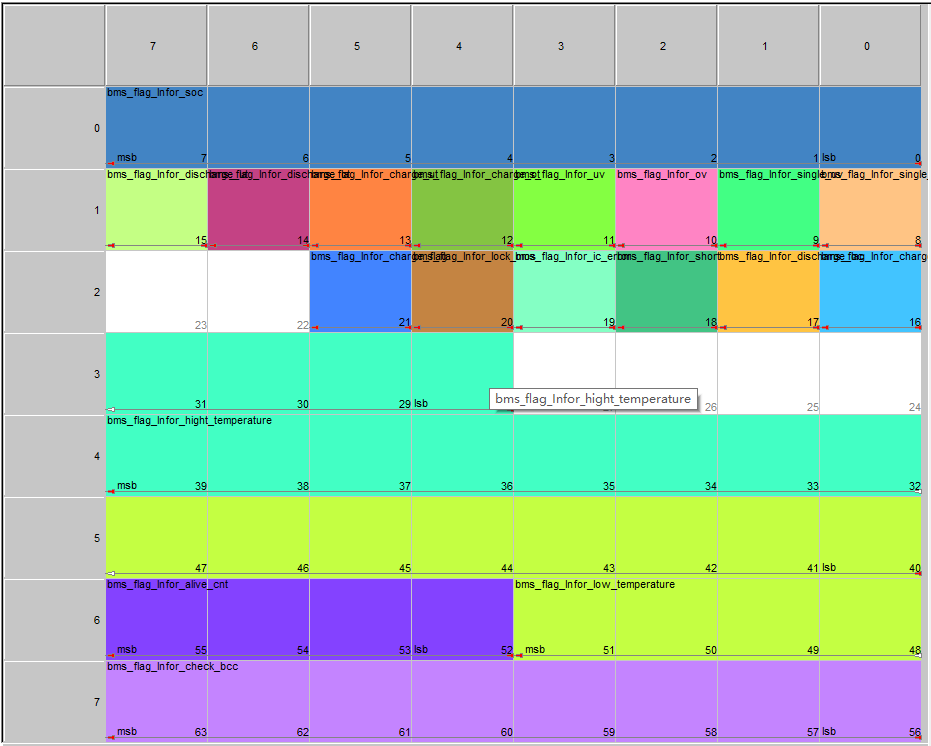 7 6 5 4 3 2 1 0
bms_flag_Infor_soc
0
msb 7 6 5 4 3 2 1 lsb 0
bms_flag_Infor_uv bms_flag_Infor_ov
1
15 14 13 12 11 10 9 8
2
23 22 21 20 19 18 17 16
3
31 30 29 lsb bms_flag_Infor_hight_temperature 26 25 24
bms_flag_Infor_hight_temperature
4
msb 39 38 37 36 35 34 33 32
5
47 46 45 44 43 42 41 lsb 40
bms_flag_Infor_alive_cnt bms_flag_Infor_low_temperature
6
msb 55 54 53 lsb 52 msb 51 50 49 48
bms_flag_Infor_check_bcc
7
msb 63 62 61 60 59 58 57 lsb 56